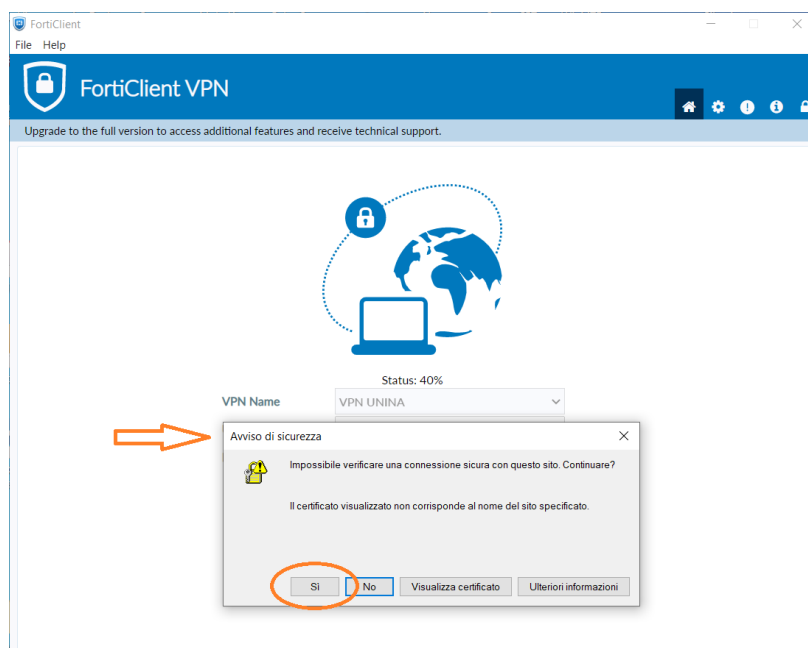 FortiClient
File Help
FortiClient VPN
Upgrade to the full version to access additional features and receive technical support.
Status: 40%
VPN Name
VPN UNINA
Avviso di sicurezza
Impossibile verificare una connessione sicura con questo sito. Continuare?
Il certificato visualizzato non corrisponde al nome del sito specificato.
Sì No Visualizza certificato Ulteriori informazioni